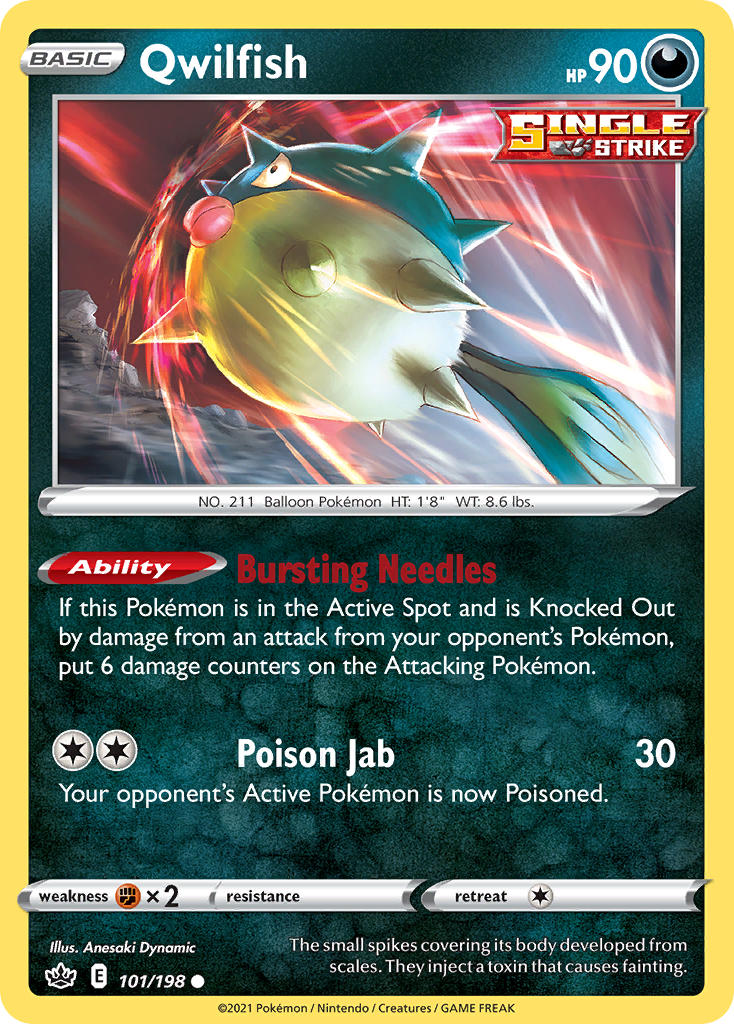 BASIC Qwilfish HP 90
SINGLE
STRIKE
NO. 211 Balloon Pokémon HT: 1'8" WT: 8.6 lbs.
Ability Bursting Needles
If this Pokémon is in the Active Spot and is Knocked Out
by damage from an attack from your opponent's Pokémon,
put 6 damage counters on the Attacking Pokémon.
Poison Jab 30
Your opponent's Active Pokémon is now Poisoned.
weakness ×2 resistance retreat
Illus. Anesaki Dynamic
The small spikes covering its body developed from
scales. They inject a toxin that causes fainting.
E 101/198
©2021 Pokémon / Nintendo / Creatures / GAME FREAK